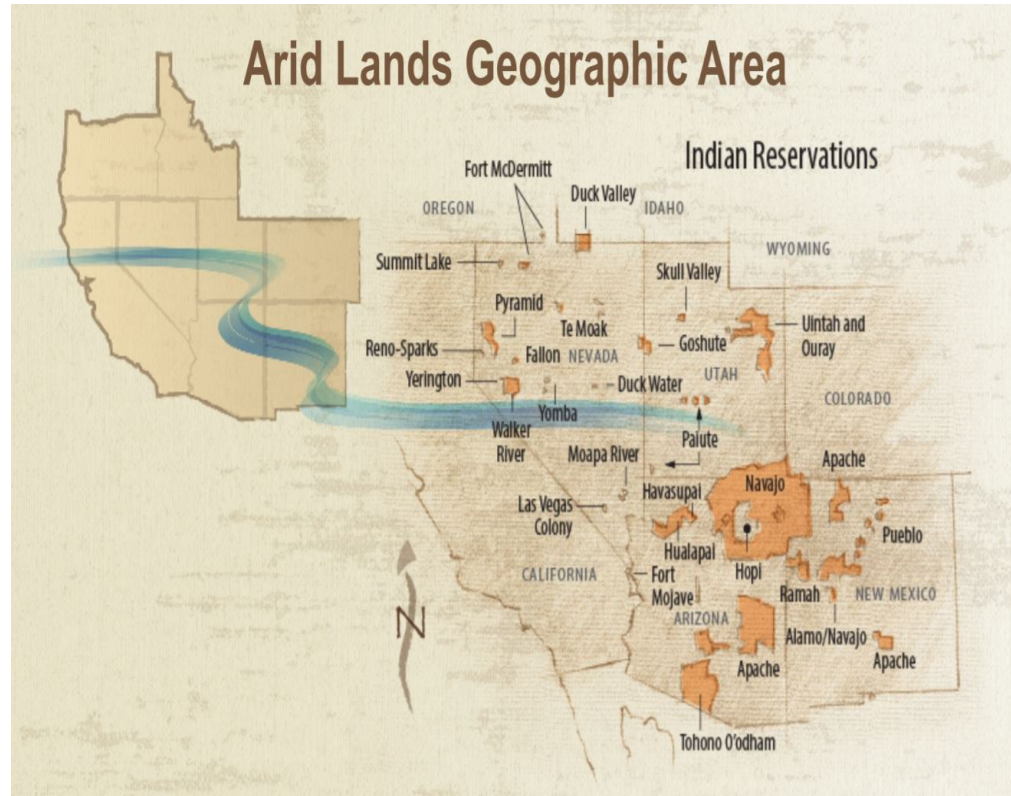 Arid Lands Geographic Area
Indian Reservations
Fort McDermitt
Duck Valley
OREGON
IDAHO
WYOMING
Summit Lake
Skull Valley
Pyramid
Te Moak
Uintah and
Ouray
Reno-Sparks
Fallon
NEVADA
Goshute
UTAH
Yerington
Duck Water
COLORADO
Yomba
Walker
River
Paiute
Moapa River
Apache
Havasupai
Navajo
Las Vegas
Colony
Pueblo
Hualapal
Hopi
CALIFORNIA
Fort
Mojave
Ramah
NEW MEXICO
N
ARIZONA
Alamo/Navajo
Apache
Apache
Tohono O'odham